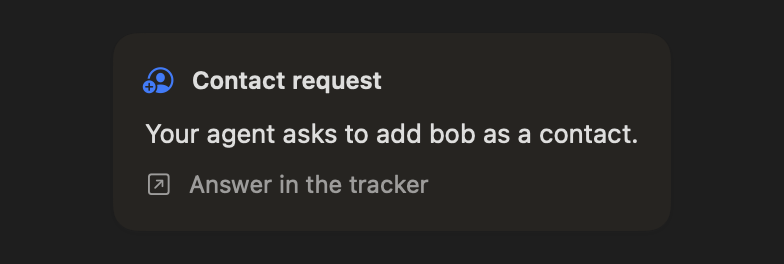 Contact request
Your agent asks to add bob as a contact.
Answer in the tracker